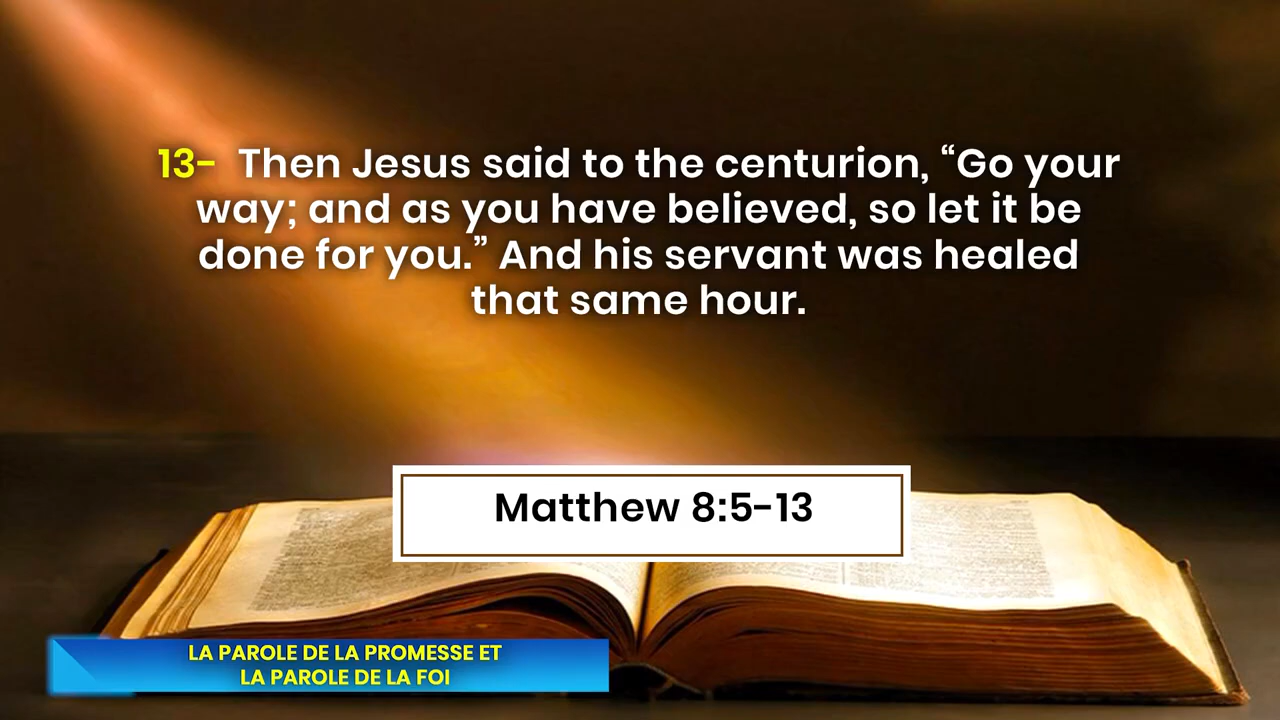 13- Then Jesus said to the centurion, “Go your
way; and as you have believed, so let it be
done for you.” And his servant was healed
that same hour.
Matthew 8:5-13
LA PAROLE DE LA PROMESSE ET
LA PAROLE DE LA FOI